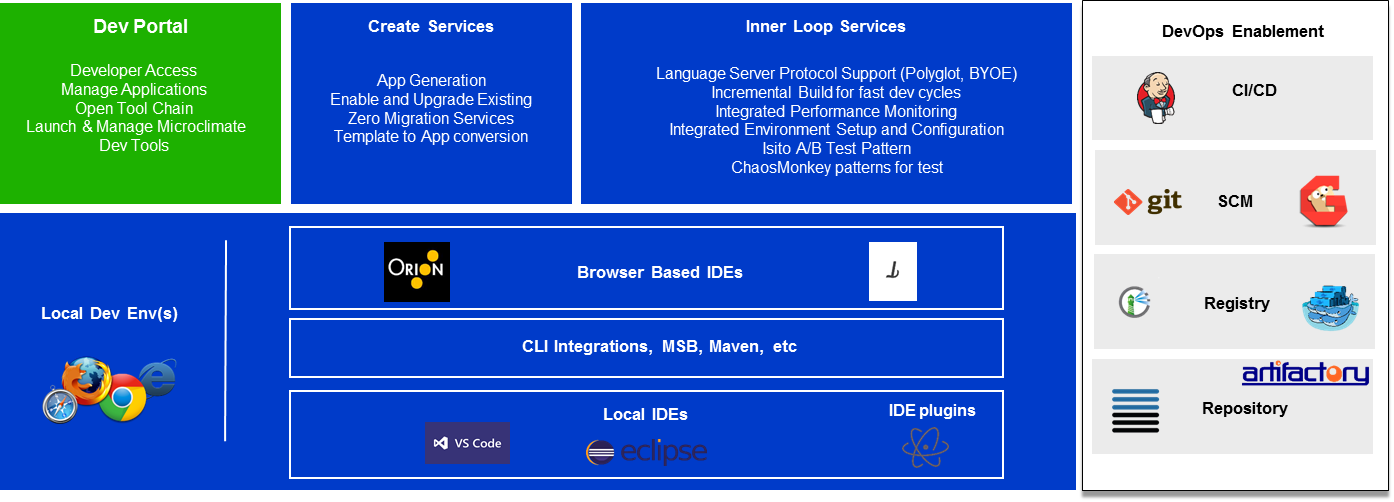 Dev Portal
Developer Access
Manage Applications
Open Tool Chain
Launch & Manage Microclimate
Dev Tools
Create Services
App Generation
Enable and Upgrade Existing
Zero Migration Services
Template to App conversion
Inner Loop Services
Language Server Protocol Support (Polyglot, BYOE)
Incremental Build for fast dev cycles
Integrated Performance Monitoring
Integrated Environment Setup and Configuration
Isito A/B Test Pattern
ChaosMonkey patterns for test
Local Dev Env(s)
ORION
Browser Based IDEs
CLI Integrations, MSB, Maven, etc
Local IDEs
IDE plugins
VS Code
eclipse
DevOps Enablement
CI/CD
git
SCM
G
Registry
artifactory
Repository